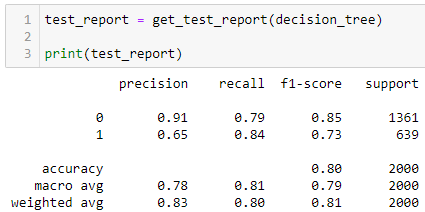 1 test_report = get_test_report(decision_tree)
2
3 print(test_report)
precision recall f1-score support
0 0.91 0.79 0.85 1361
1 0.65 0.84 0.73 639
accuracy 0.80 2000
macro avg 0.78 0.81 0.79 2000
weighted avg 0.83 0.80 0.81 2000